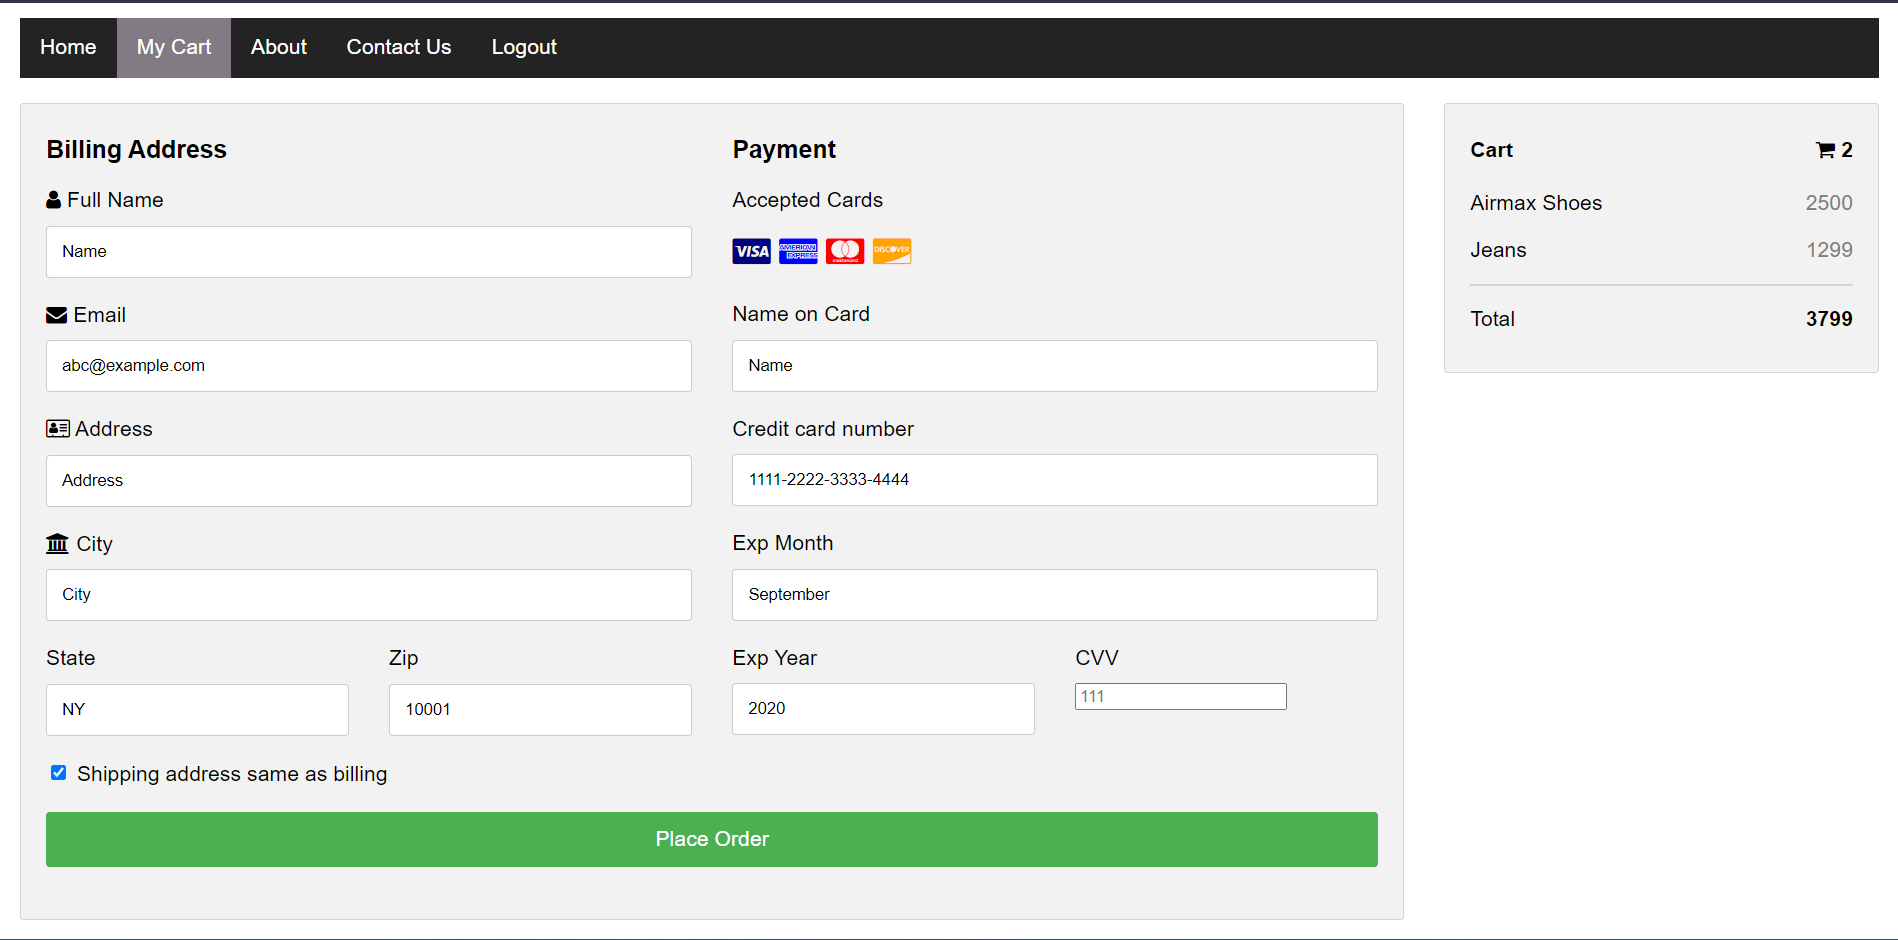 Home My Cart About Contact Us Logout
Billing Address
Full Name
Name
Email
abc@example.com
Address
Address
City
City
State Zip
NY 10001
Shipping address same as billing
Payment
Accepted Cards
VISA AMERICAN EXPRESS mastercard DISCOVER
Name on Card
Name
Credit card number
1111-2222-3333-4444
Exp Month
September
Exp Year CVV
2020 111
Place Order
Cart 2
Airmax Shoes 2500
Jeans 1299
Total 3799